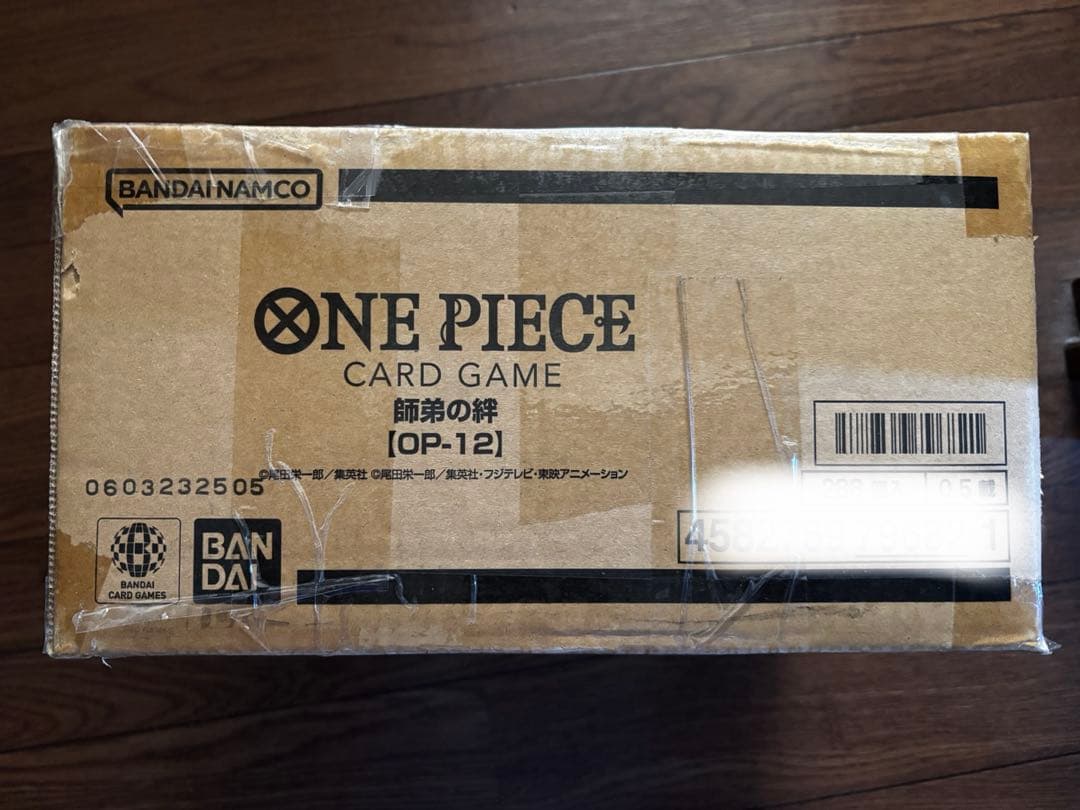 BANDAI NAMCO
ONE PIECE
CARD GAME
師弟の絆
【OP-12】
©尾田栄一郎／集英社 ©尾田栄一郎／集英社・フジテレビ・東映アニメーション
0603232505
BANDAI
CARD GAMES
BAN
DAI